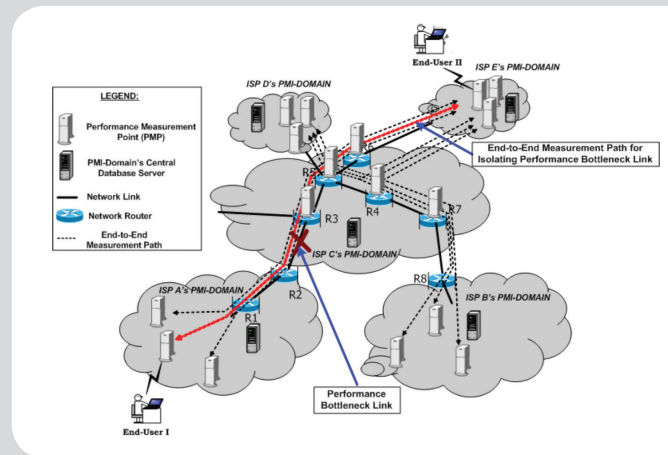 End-User II
ISP E's PMI-DOMAIN
ISP D's PMI-DOMAIN
LEGEND:
Performance Measurement
Point (PMP)
PMI-Domain's Central
Database Server
Network Link
Network Router
End-to-End
Measurement Path
End-to-End Measurement Path for
Isolating Performance Bottleneck Link
R4
R7
R3
ISP C's PMI-DOMAIN
R2
R8
ISP A's PMI-DOMAIN
R1
ISP B's PMI-DOMAIN
Performance
Bottleneck Link
End-User I